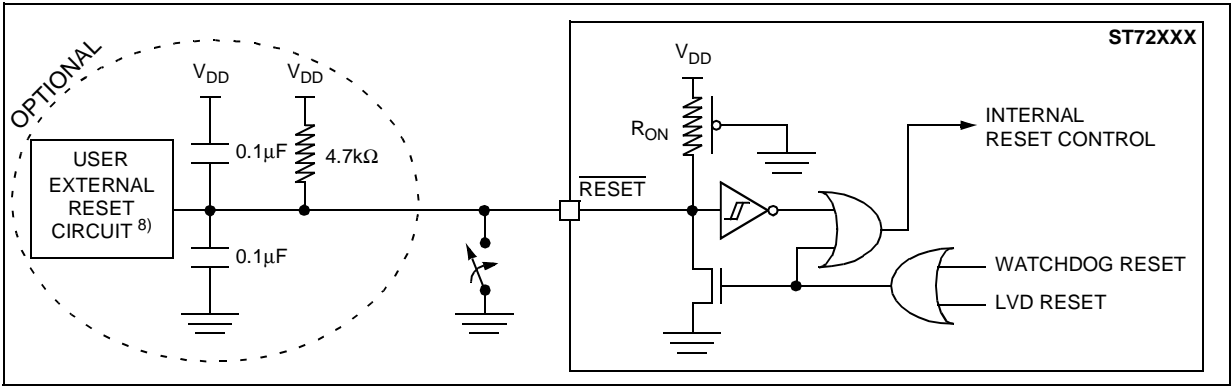 OPTIONAL
V_DD
V_DD
0.1μF
4.7kΩ
USER
EXTERNAL
RESET
CIRCUIT 8)
0.1μF
ST72XXX
V_DD
R_ON
RESET
INTERNAL
RESET CONTROL
WATCHDOG RESET
LVD RESET